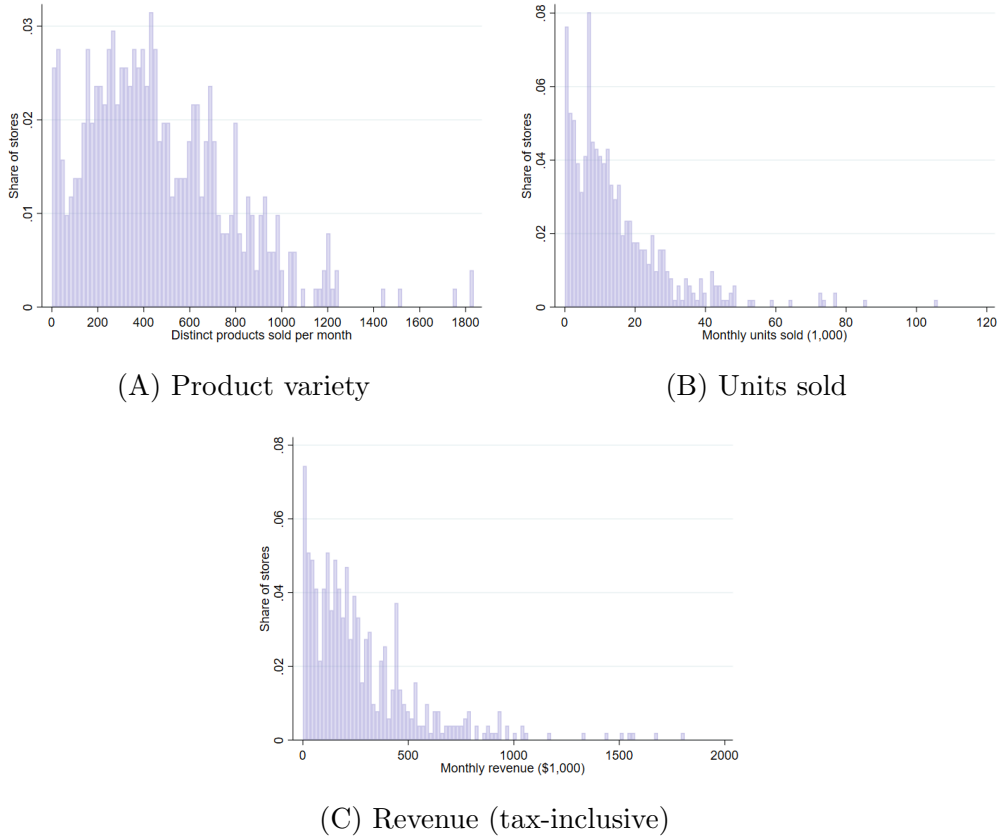 Share of stores
.03
.02
.01
0
0 200 400 600 800 1000 1200 1400 1600 1800
Distinct products sold per month
(A) Product variety
Share of stores
.08
.06
.04
.02
0
0 20 40 60 80 100 120
Monthly units sold (1,000)
(B) Units sold
Share of stores
.08
.06
.04
.02
0
0 500 1000 1500 2000
Monthly revenue ($1,000)
(C) Revenue (tax-inclusive)